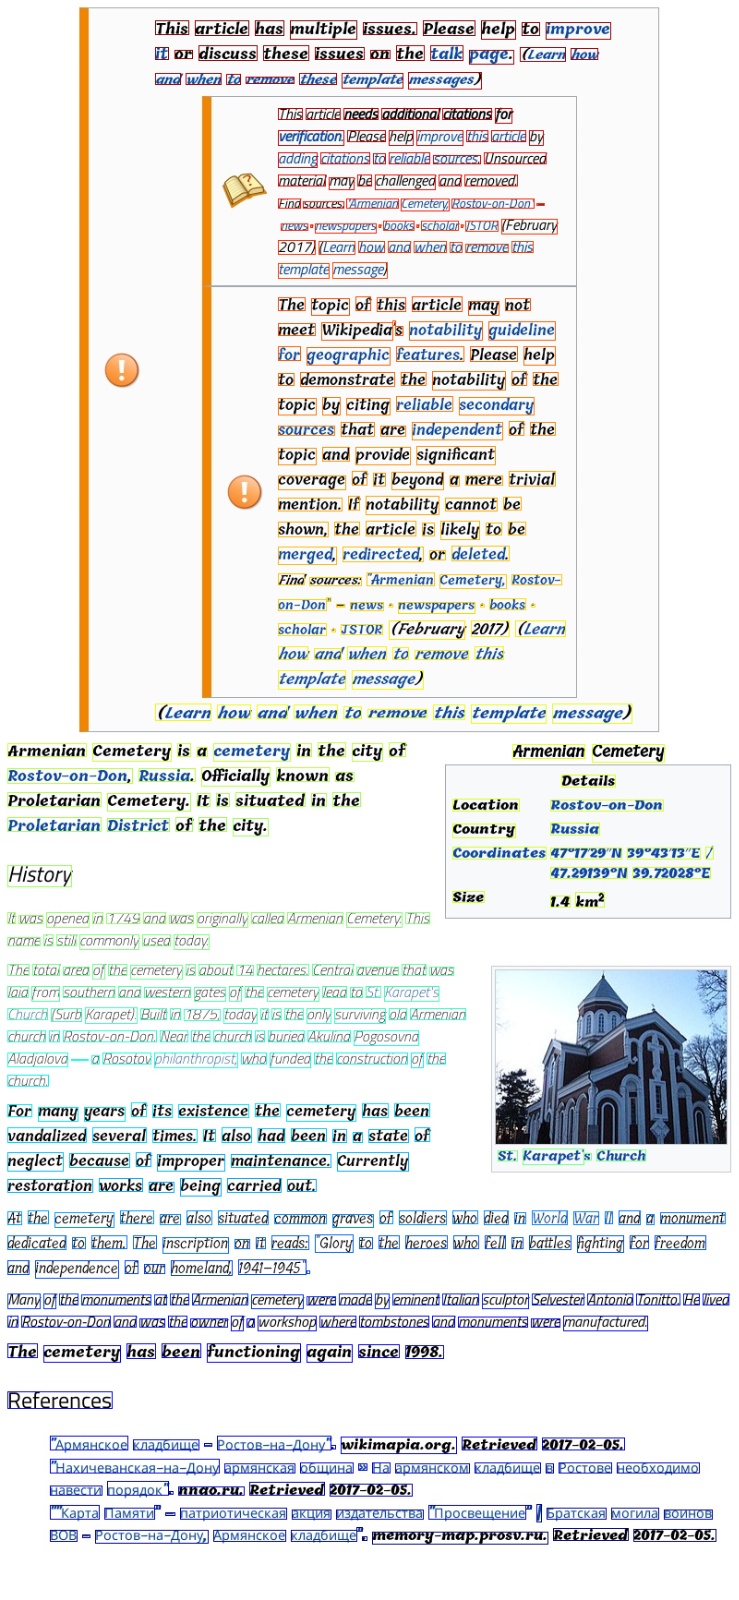 This article has multiple issues. Please help to improve
it or discuss these issues on the talk page. (Learn how
and when to remove these template messages)
This article needs additional citations for
verification. Please help improve this article by
adding citations to reliable sources. Unsourced
material may be challenged and removed.
Find sources: "Armenian Cemetery, Rostov-on-Don" –
news · newspapers · books · scholar · JSTOR (February
2017) (Learn how and when to remove this
template message)
The topic of this article may not
meet Wikipedia's notability guideline
for geographic features. Please help
to demonstrate the notability of the
topic by citing reliable secondary
sources that are independent of the
topic and provide significant
coverage of it beyond a mere trivial
mention. If notability cannot be
shown, the article is likely to be
merged, redirected, or deleted.
Find sources: "Armenian Cemetery, Rostov-
on-Don" – news · newspapers · books ·
scholar · JSTOR (February 2017) (Learn
how and when to remove this
template message)
(Learn how and when to remove this template message)
Armenian Cemetery is a cemetery in the city of
Rostov-on-Don, Russia. Officially known as
Proletarian Cemetery. It is situated in the
Proletarian District of the city.
Armenian Cemetery
Details
Location Rostov-on-Don
Country Russia
Coordinates 47°17′29″N 39°43′13″E /
47.29139°N 39.72028°E
Size 1.4 km²
History
It was opened in 1749 and was originally called Armenian Cemetery. This
name is still commonly used today.
The total area of the cemetery is about 14 hectares. Central avenue that was
laid from southern and western gates of the cemetery lead to St. Karapet's
Church (Surb Karapet). Built in 1875, today it is the only surviving old Armenian
church in Rostov-on-Don. Near the church is buried Akulina Pogosovna
Aladjalova — a Rosotov philanthropist, who funded the construction of the
church.
St. Karapet's Church
For many years of its existence the cemetery has been
vandalized several times. It also had been in a state of
neglect because of improper maintenance. Currently
restoration works are being carried out.
At the cemetery there are also situated common graves of soldiers who died in World War II and a monument
dedicated to them. The inscription on it reads: "Glory to the heroes who fell in battles fighting for freedom
and independence of our homeland, 1941–1945".
Many of the monuments at the Armenian cemetery were made by eminent Italian sculptor Selvester Antonia Tonitto. He lived
in Rostov-on-Don and was the owner of a workshop where tombstones and monuments were manufactured.
The cemetery has been functioning again since 1998.
References
"Армянское кладбище – Ростов-на-Дону". wikimapia.org. Retrieved 2017-02-05.
"Нахичеванская-на-Дону армянская община » На армянском кладбище в Ростове необходимо
навести порядок". nnao.ru. Retrieved 2017-02-05.
""Карта Памяти" – патриотическая акция издательства "Просвещение" / Братская могила воинов
ВОВ – Ростов-на-Дону, Армянское кладбище". memory-map.prosv.ru. Retrieved 2017-02-05.